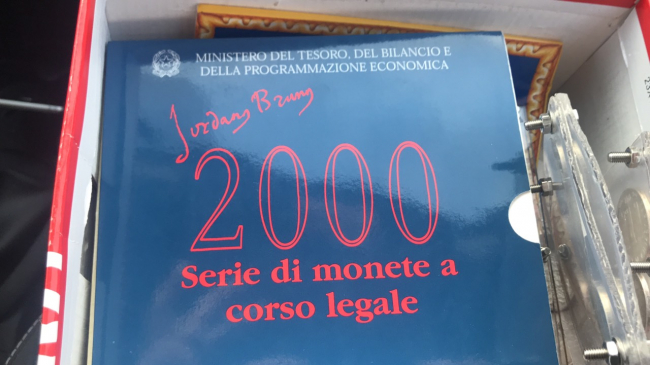 MINISTERO DEL TESORO, DEL BILANCIO E
DELLA PROGRAMMAZIONE ECONOMICA
Jordanus Brunus
2000
Serie di monete a
corso legale